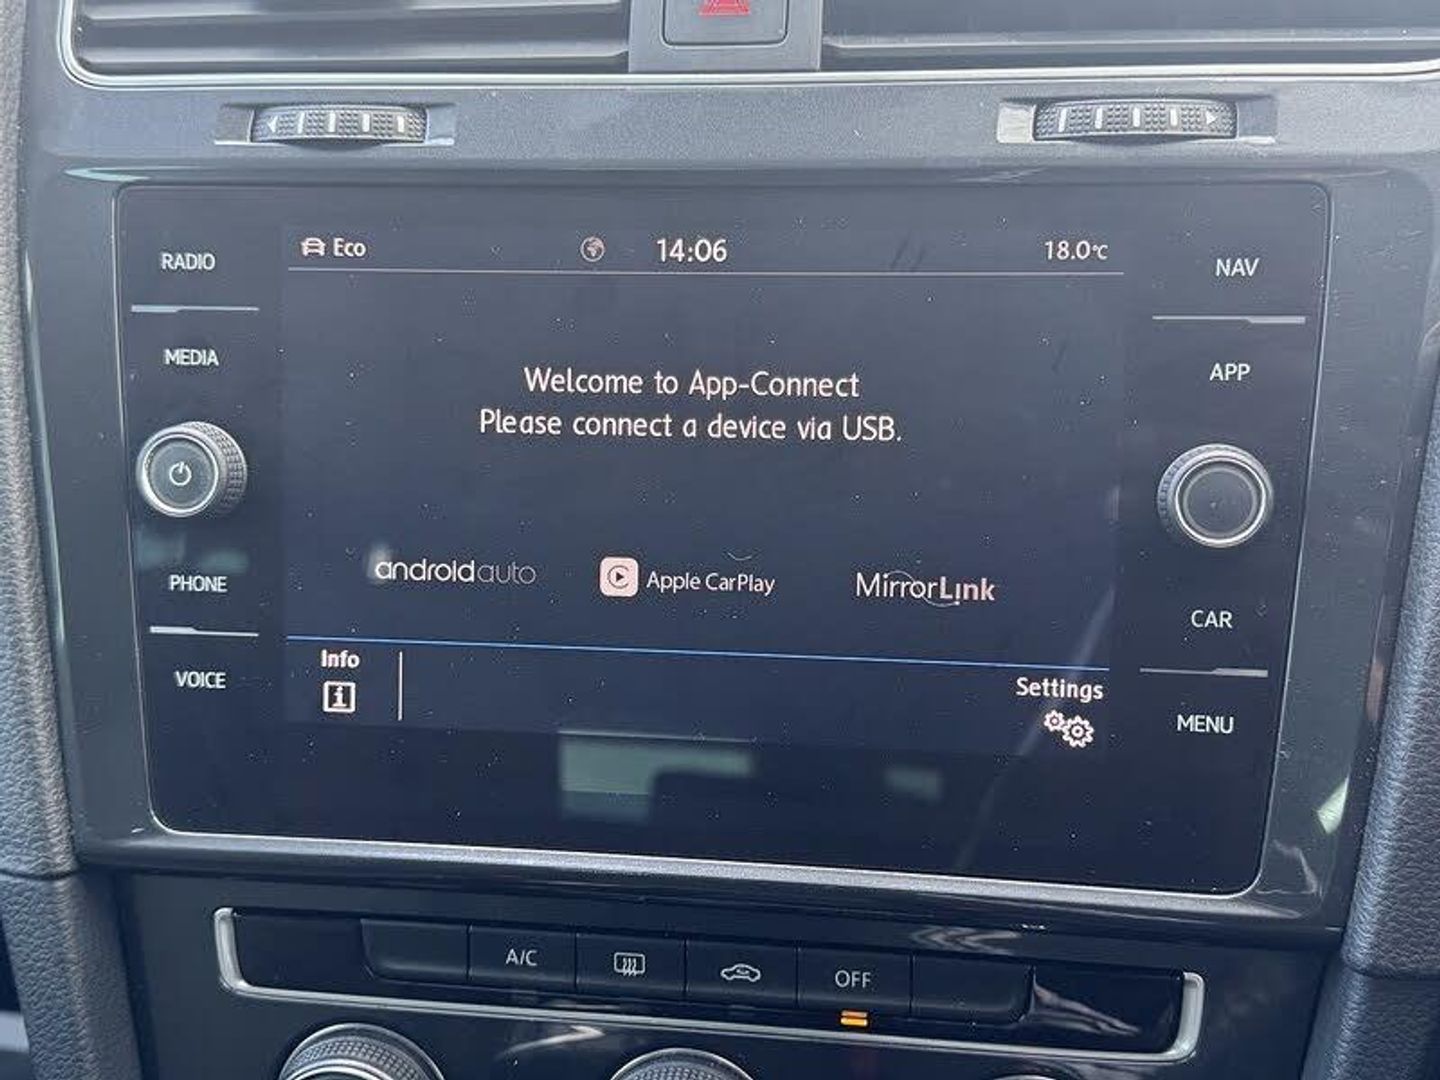 RADIO
MEDIA
PHONE
VOICE
Eco
14:06
18.0°C
Welcome to App-Connect
Please connect a device via USB.
androidauto
Apple CarPlay
MirrorLink
Info
i
Settings
NAV
APP
CAR
MENU
A/C
OFF